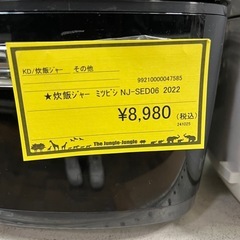 KD/炊飯ジャー その他
99210000047585
★炊飯ジャー ミツビシ NJ-SED06 2022
¥8,980 (税込)
241025
The Jungle-Jungle